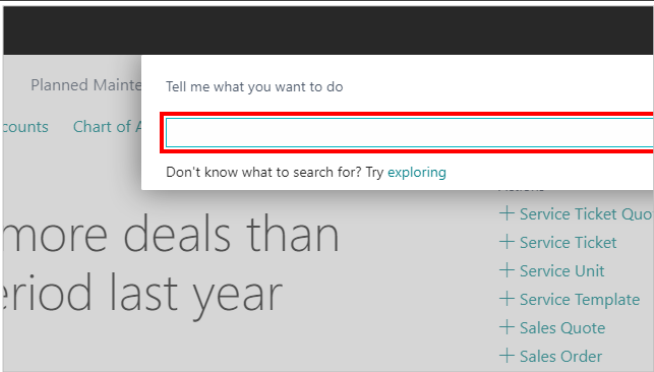 Planned Mainte
Tell me what you want to do
counts Chart of A
Don't know what to search for? Try exploring
more deals than
eriod last year
+ Service Ticket Quo
+ Service Ticket
+ Service Unit
+ Service Template
+ Sales Quote
+ Sales Order